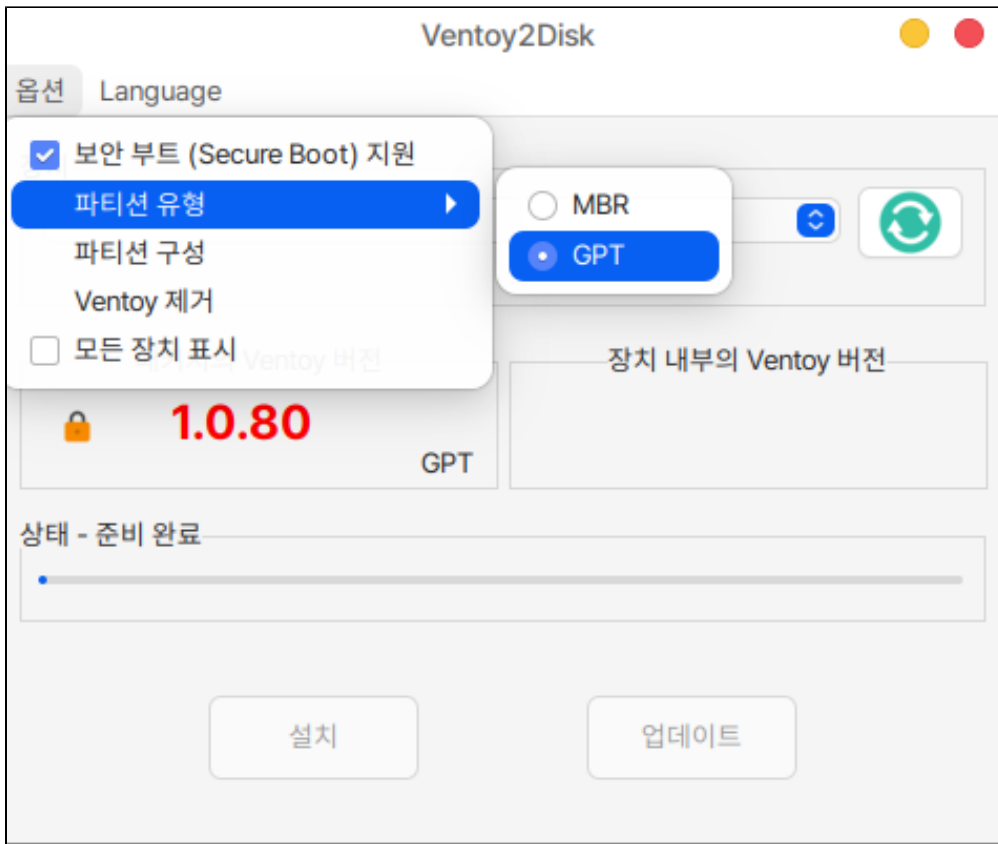 Ventoy2Disk
옵션 Language
보안 부트 (Secure Boot) 지원
파티션 유형
MBR
GPT
파티션 구성
Ventoy 제거
모든 장치 표시
Ventoy 버전
장치 내부의 Ventoy 버전
1.0.80
GPT
상태 - 준비 완료
설치
업데이트